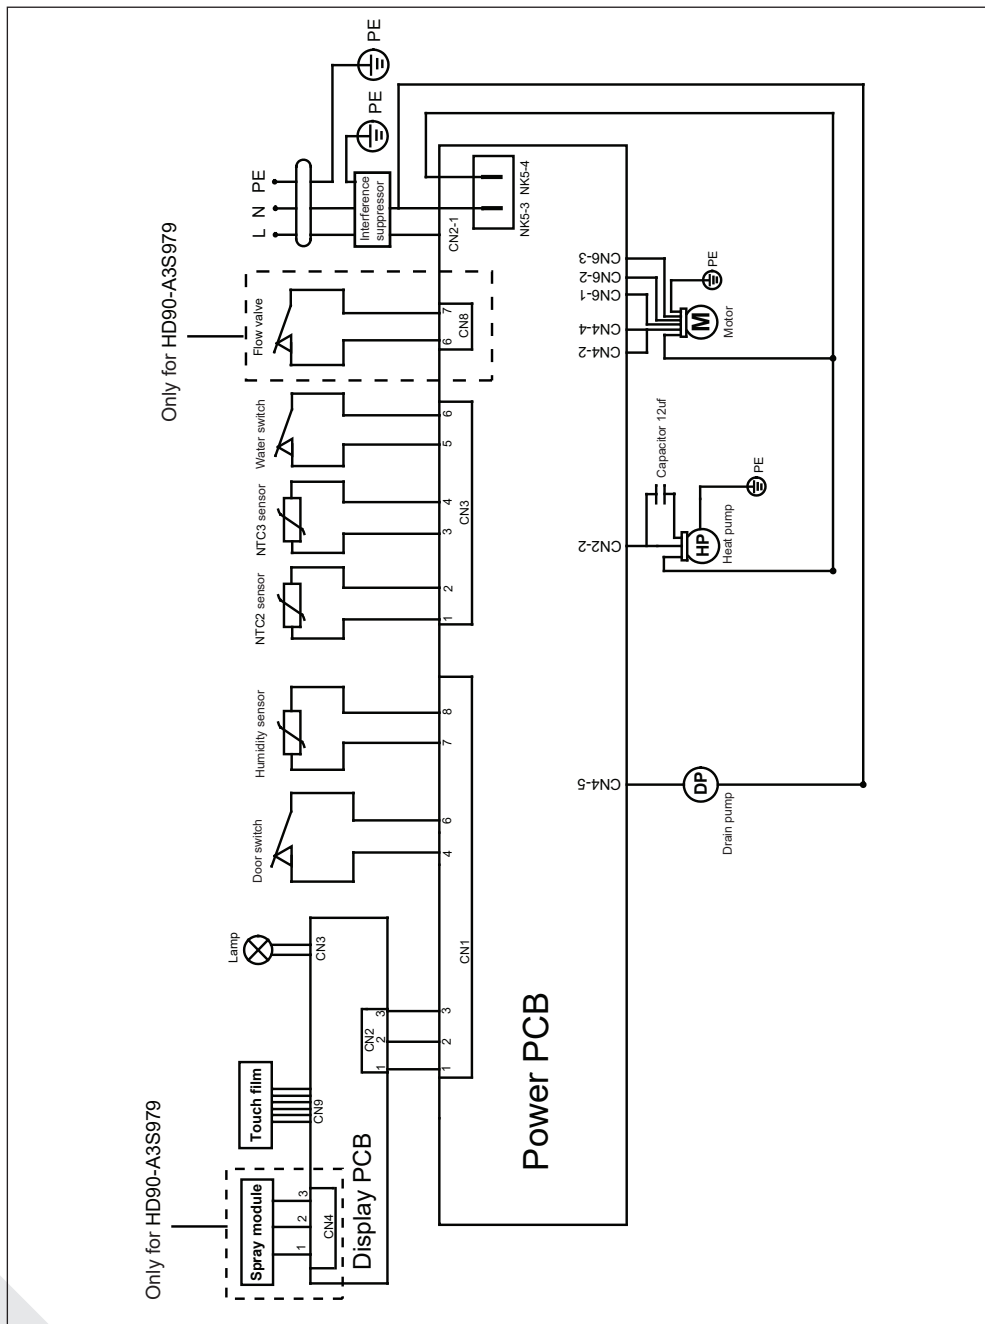 Only for HD90-A3S979
Spray module
1
2
3
CN4
Touch film
CN9
Display PCB
Lamp
CN3
CN2
1
2
3
1
2
3
CN1
Door switch
4
6
Humidity sensor
7
8
NTC2 sensor
1
2
NTC3 sensor
3
4
CN3
Water switch
5
6
Only for HD90-A3S979
Flow valve
6
7
CN8
L
N
PE
Interference
suppressor
PE
PE
CN2-1
NK5-3
NK5-4
Power PCB
CN4-5
DP
Drain pump
CN2-2
HP
Heat pump
Capacitor 12uf
PE
CN4-2
CN4-4
CN6-1
CN6-2
CN6-3
M
Motor
PE